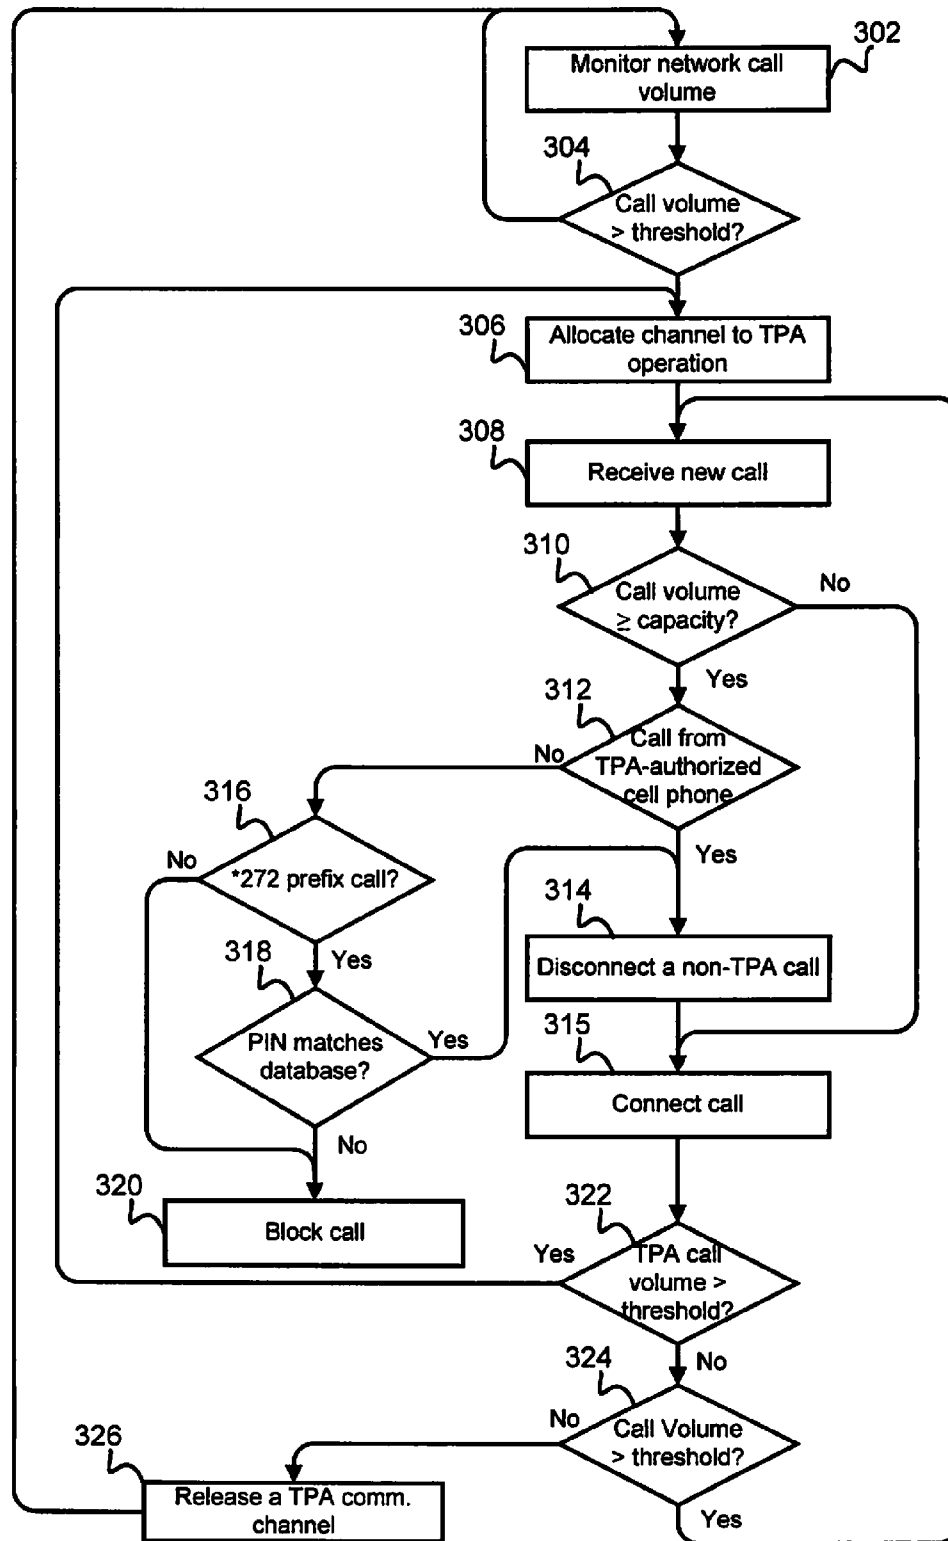 302
Monitor network call
volume
304
Call volume
> threshold?
306
Allocate channel to TPA
operation
308
Receive new call
310
Call volume
≥ capacity?
No
Yes
312
Call from
TPA-authorized
cell phone
No
Yes
316
*272 prefix call?
No
Yes
314
Disconnect a non-TPA call
318
PIN matches
database?
Yes
No
315
Connect call
320
Block call
322
TPA call
volume >
threshold?
Yes
No
324
Call Volume
> threshold?
No
Yes
326
Release a TPA comm.
channel